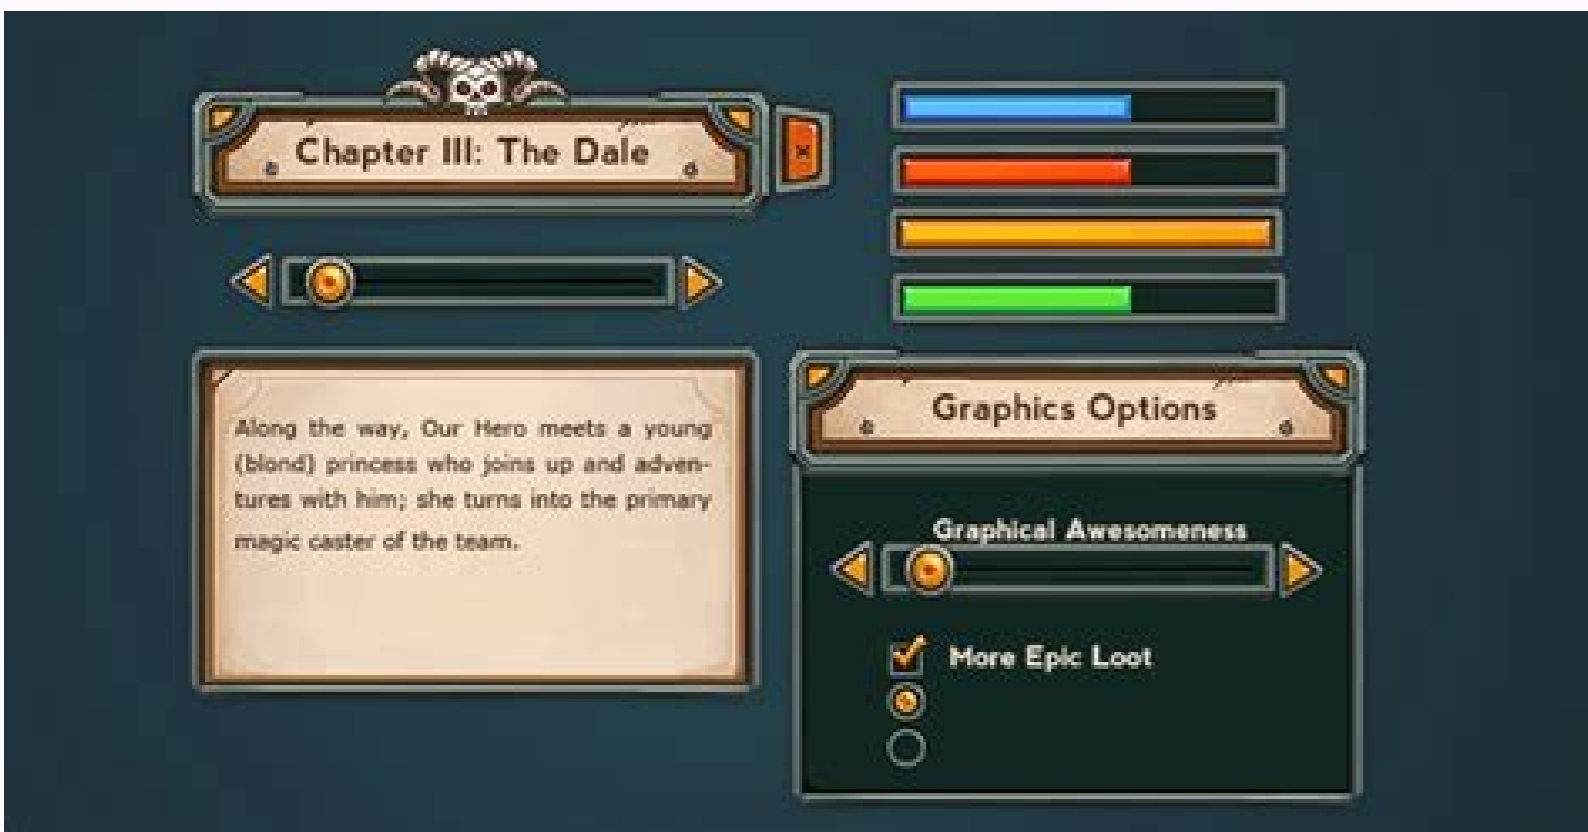 Chapter III: The Dale
Along the way, Our Hero meets a young
(blond) princess who joins up and adven-
tures with him; she turns into the primary
magic caster of the team.
Graphics Options
Graphical Awesomeness
More Epic Loot